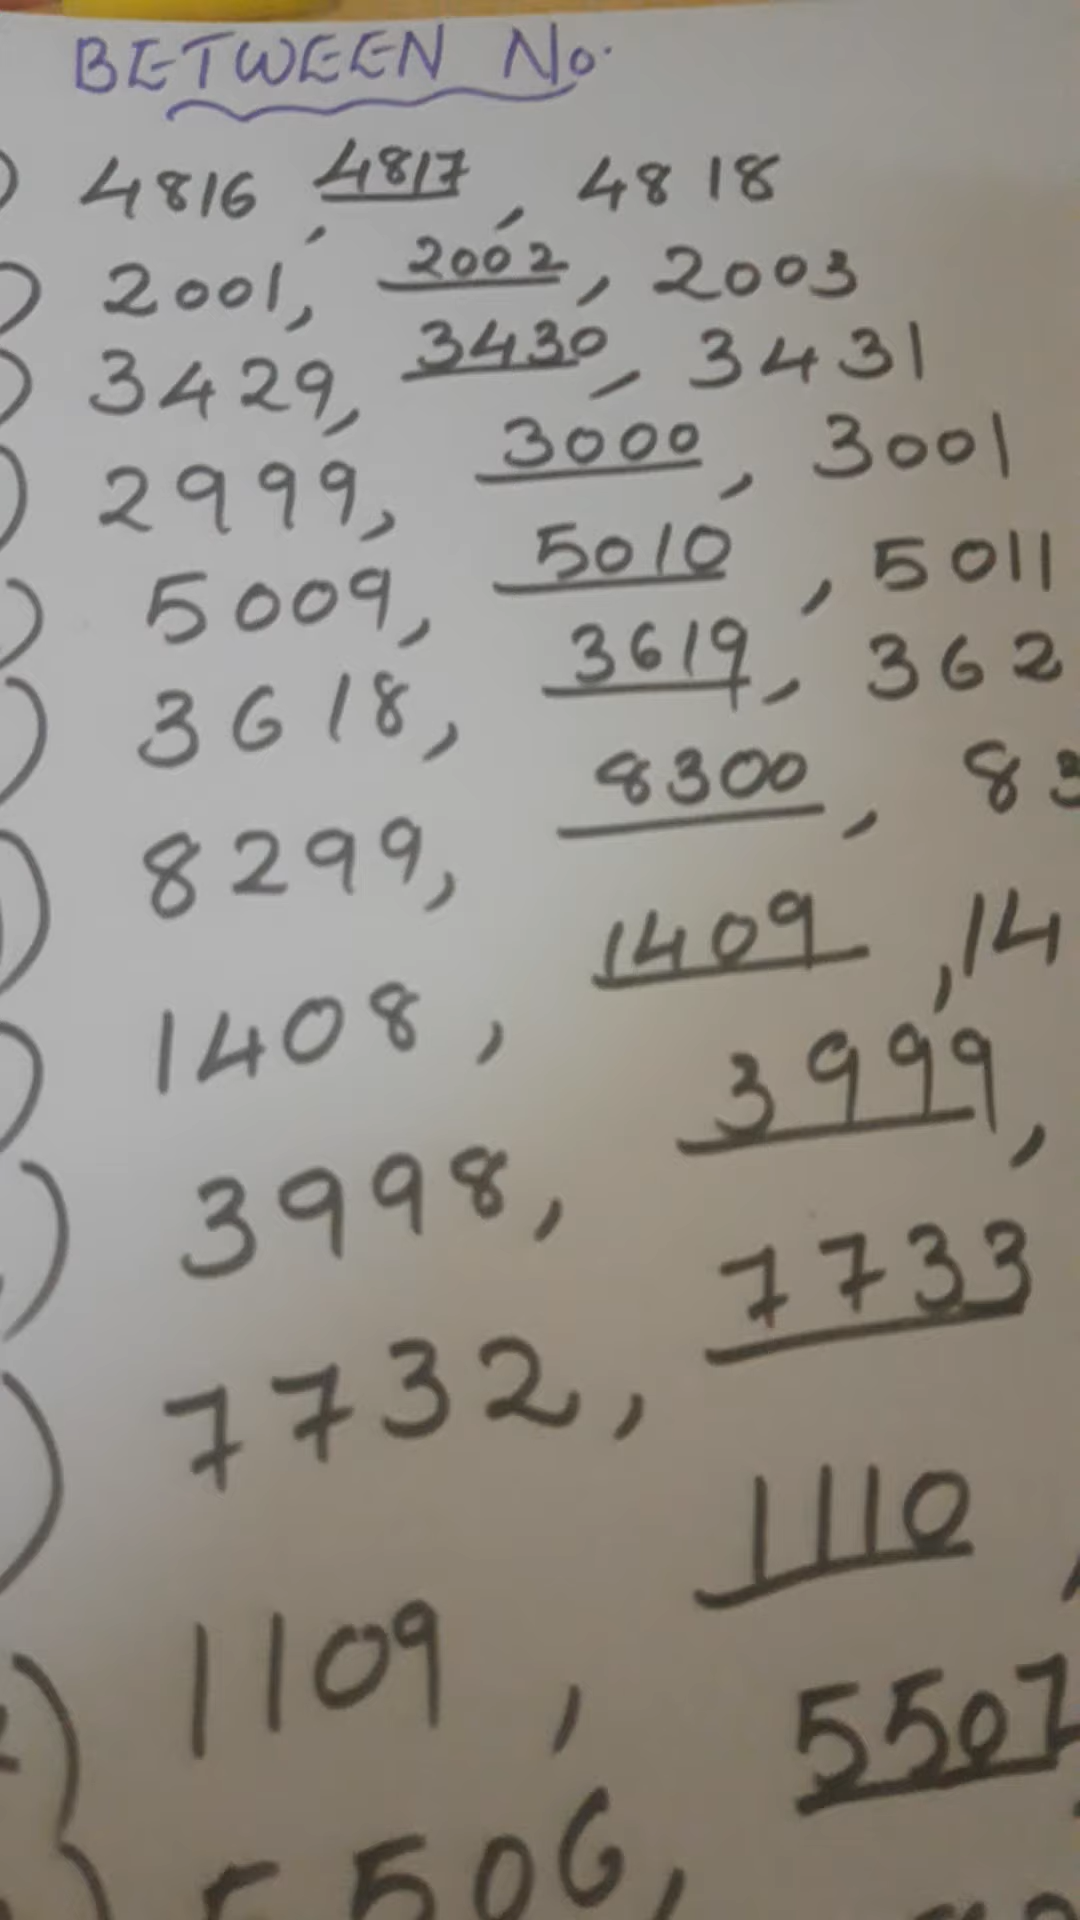 BETWEEN No.
) 4816, 4817, 4818
) 2001, 2002, 2003
) 3429, 3430, 3431
) 2999, 3000, 3001
) 5009, 5010, 5011
) 3618, 3619, 362
) 8299, 8300, 83
) 1408, 1409, 14
) 3998, 3999,
) 7732, 7733
) 1109, 1110,
5506, 5507